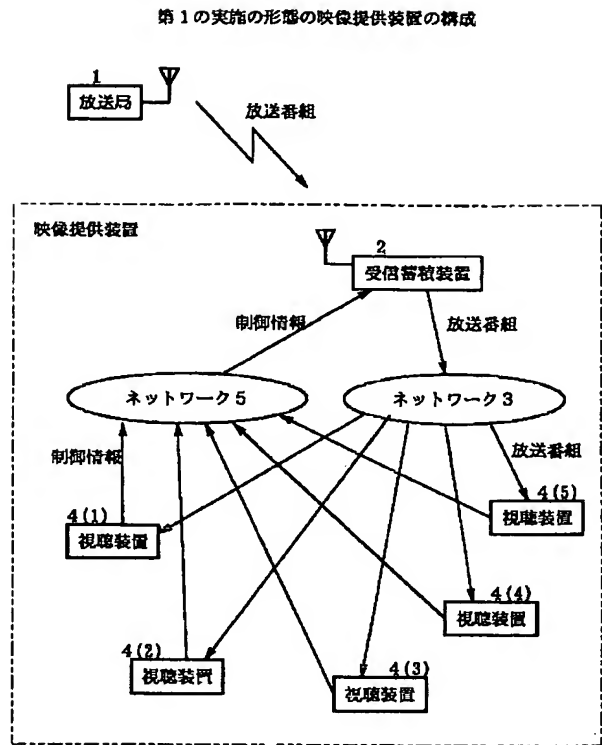 第1の実施の形態の映像提供装置の構成
1
放送局
放送番組
映像提供装置
2
受信蓄積装置
制御情報
放送番組
ネットワーク5
ネットワーク3
制御情報
放送番組
4(1)
視聴装置
4(5)
視聴装置
4(4)
視聴装置
4(2)
視聴装置
4(3)
視聴装置